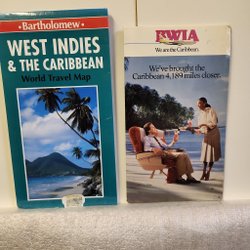 Bartholomew
WEST INDIES
& THE CARIBBEAN
World Travel Map
BWIA
We are the Caribbean.
We've brought the
Caribbean 4,189 miles closer.